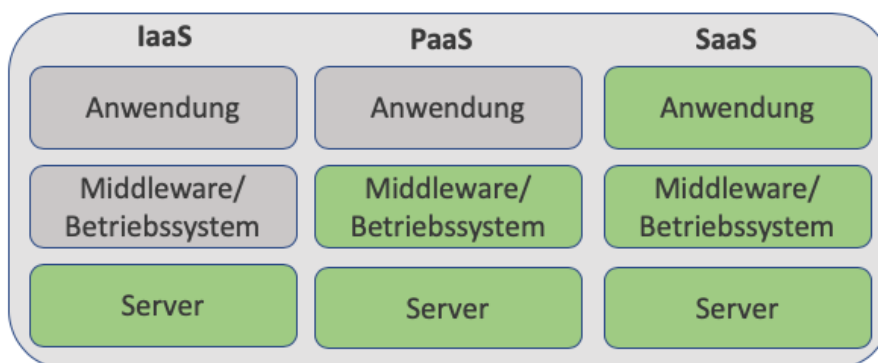 IaaS
PaaS
SaaS
Anwendung
Anwendung
Anwendung
Middleware/
Betriebssystem
Middleware/
Betriebssystem
Middleware/
Betriebssystem
Server
Server
Server